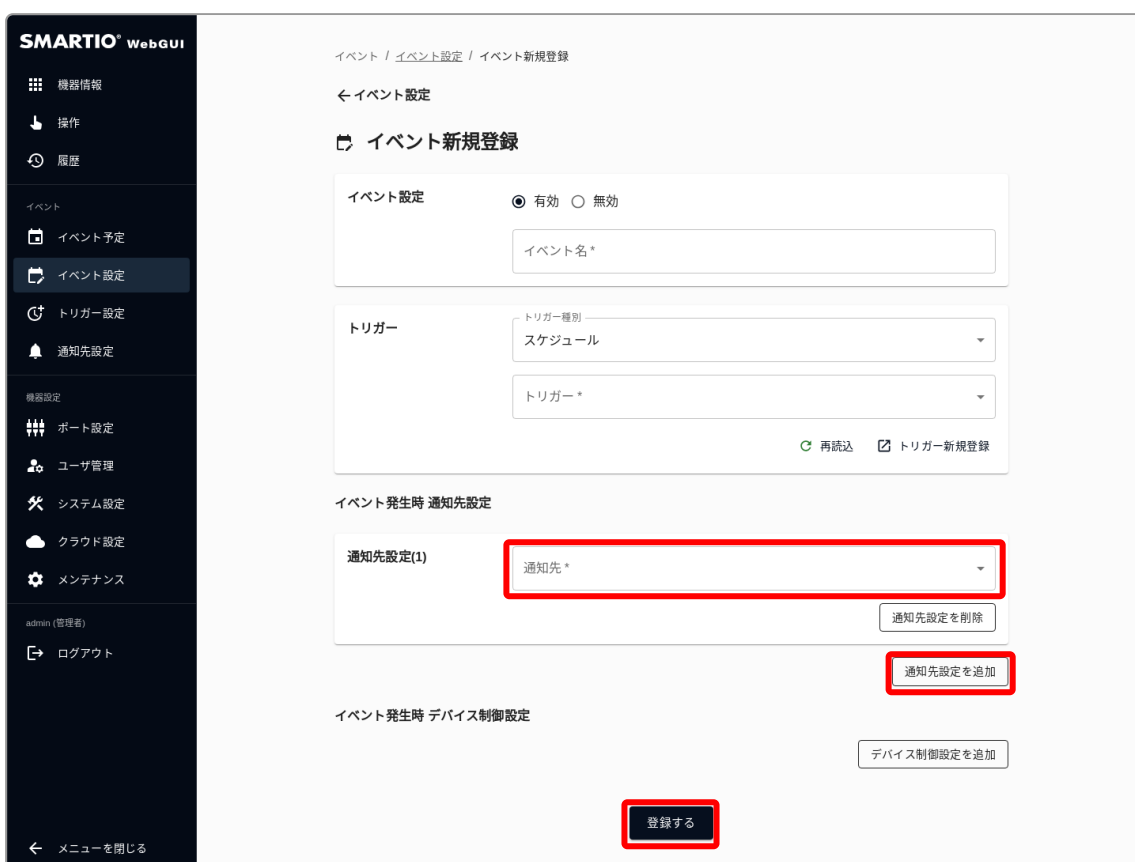 SMARTIO® WebGUI
機器情報
操作
履歴
イベント
イベント予定
イベント設定
トリガー設定
通知先設定
機器設定
ポート設定
ユーザ管理
システム設定
クラウド設定
メンテナンス
admin (管理者)
ログアウト
メニューを閉じる
イベント / イベント設定 / イベント新規登録
イベント設定
イベント新規登録
イベント設定
有効 無効
イベント名 *
トリガー
トリガー種別
スケジュール
トリガー *
再読込 トリガー新規登録
イベント発生時 通知先設定
通知先設定(1)
通知先 *
通知先設定を削除
通知先設定を追加
イベント発生時 デバイス制御設定
デバイス制御設定を追加
登録する